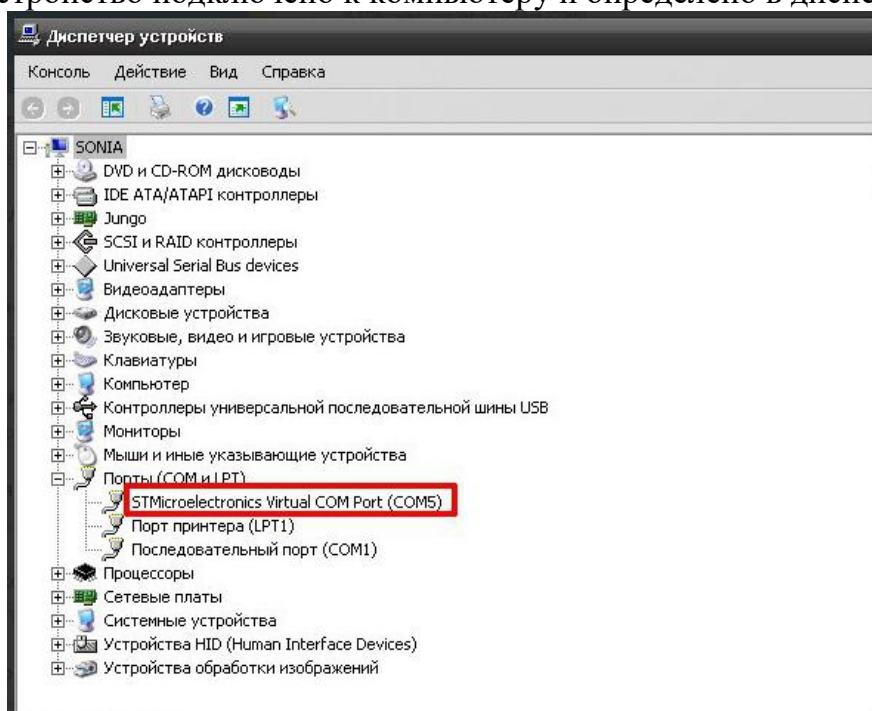 подключено к компьютеру и определено в
Диспетчер устройств
Консоль Действие Вид Справка
SONIA
DVD и CD-ROM дисководы
IDE ATA/ATAPI контроллеры
Jungo
SCSI и RAID контроллеры
Universal Serial Bus devices
Видеоадаптеры
Дисковые устройства
Звуковые, видео и игровые устройства
Клавиатуры
Компьютер
Контроллеры универсальной последовательной шины USB
Мониторы
Мыши и иные указывающие устройства
Порты (COM и LPT)
STMicroelectronics Virtual COM Port (COM5)
Порт принтера (LPT1)
Последовательный порт (COM1)
Процессоры
Сетевые платы
Системные устройства
Устройства HID (Human Interface Devices)
Устройства обработки изображений